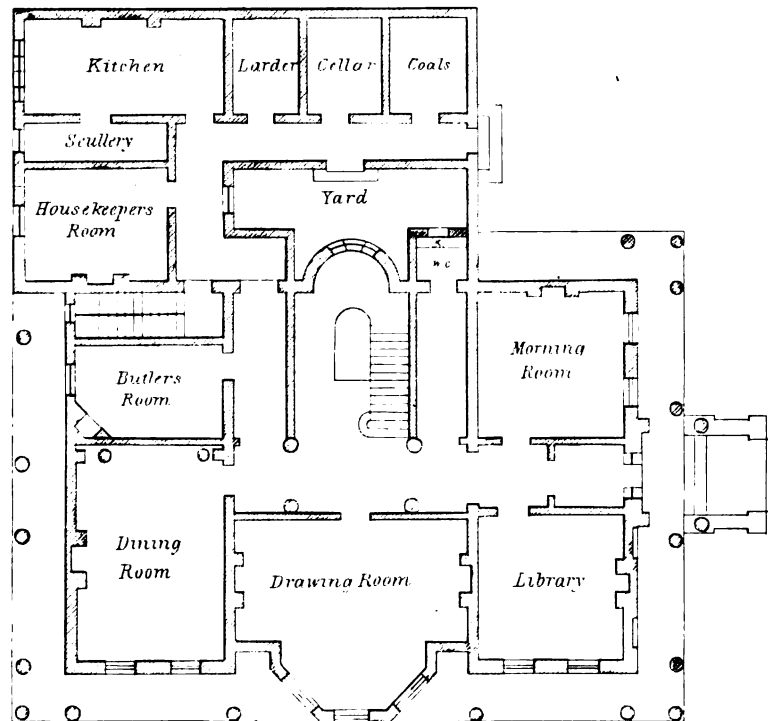 Kitchen
Larder
Cellar
Coals
Scullery
Housekeepers
Room
Yard
W C
Morning
Room
Butlers
Room
Dining
Room
Drawing Room
Library